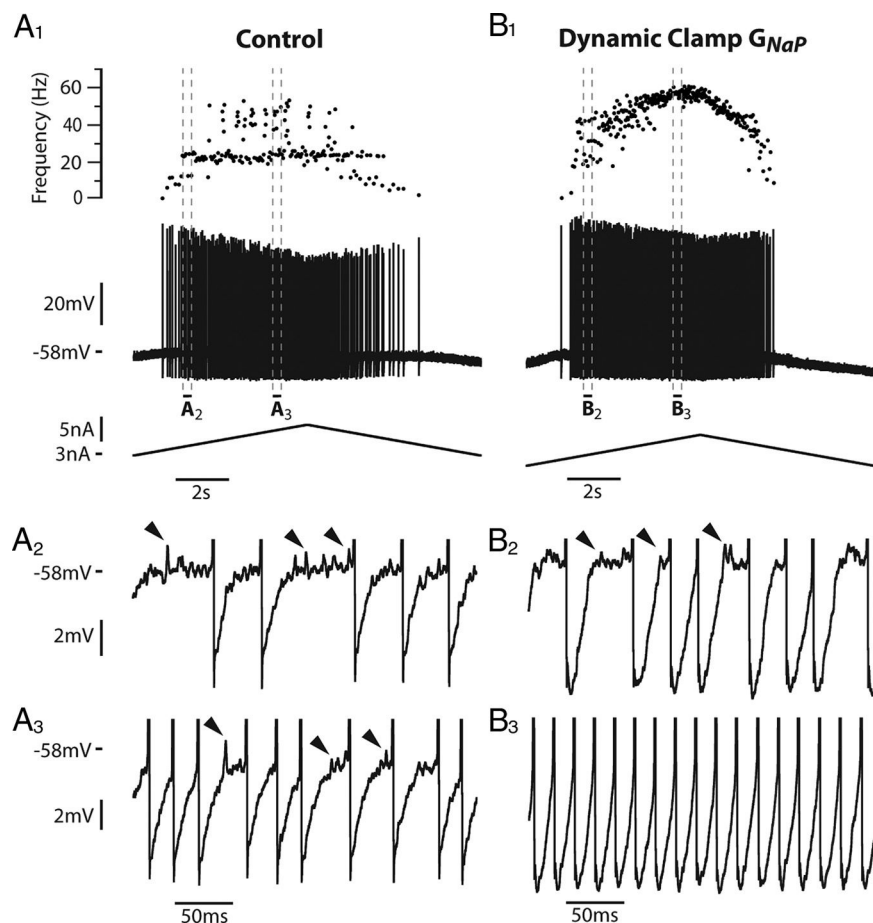 A1
B1
Control
Dynamic Clamp GNaP
Frequency (Hz)
60
40
20
0
20mV
-58mV
A2
A3
B2
B3
5nA
3nA
2s
2s
A2
B2
-58mV
2mV
A3
B3
-58mV
2mV
50ms
50ms